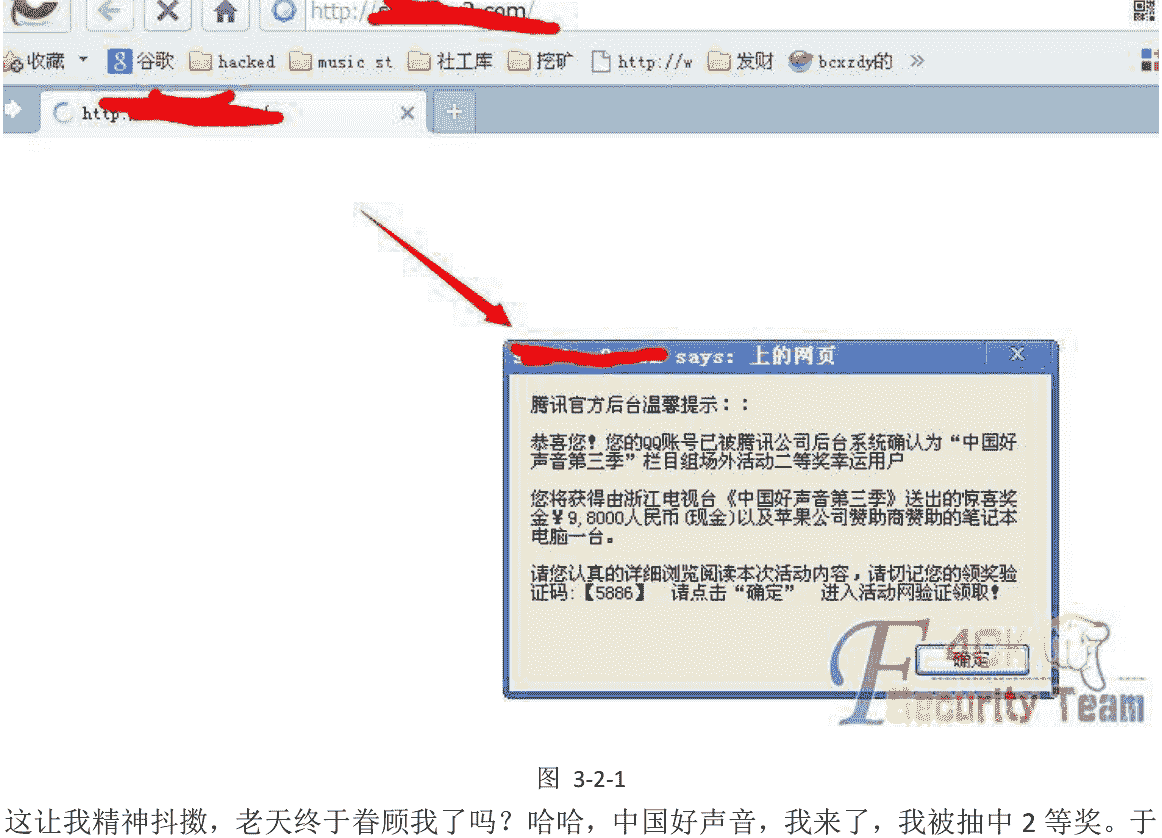 http://
收藏 谷歌 hacked music st 社工库 挖矿 http://w 发财 bcxzdy的 »
http:
says: 上的网页
腾讯官方后台温馨提示：：
恭喜您！您的QQ账号已被腾讯公司后台系统确认为“中国好
声音第三季”栏目组场外活动二等奖幸运用户
您将获得由浙江电视台《中国好声音第三季》送出的惊喜奖
金￥9,8000人民币(现金)以及苹果公司赞助商赞助的笔记本
电脑一台。
请您认真的详细浏览阅读本次活动内容，请切记您的领奖验
证码:【5886】 请点击“确定” 进入活动网验证领取！
确定
Security Team
图 3-2-1
这让我精神抖擞，老天终于眷顾我了吗？哈哈，中国好声音，我来了，我被抽中 2 等奖。于